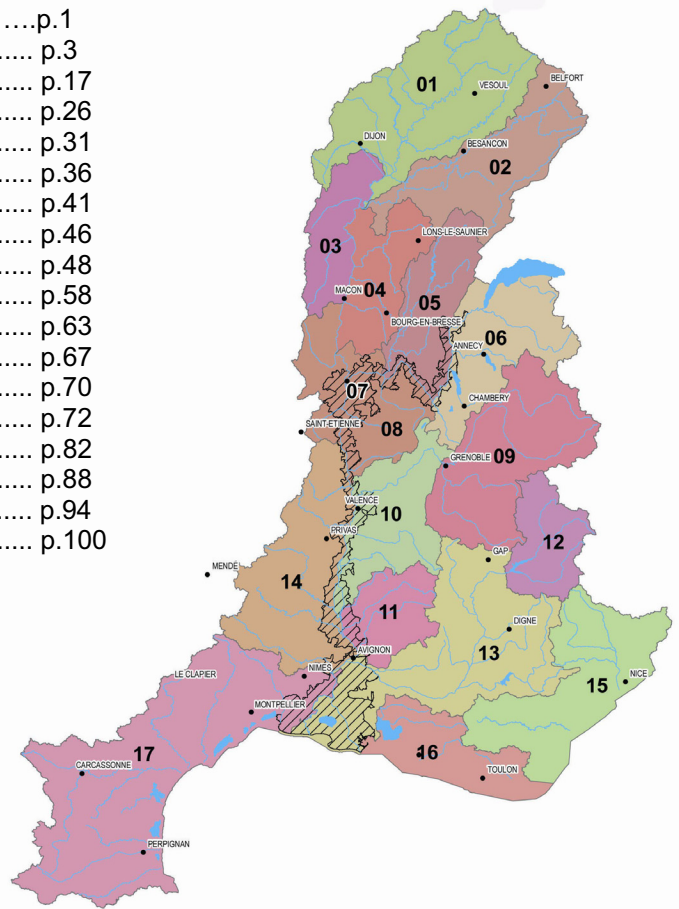 ….p.1
..... p.3
..... p.17
..... p.26
..... p.31
..... p.36
..... p.41
..... p.46
..... p.48
..... p.58
..... p.63
..... p.67
..... p.70
..... p.72
..... p.82
..... p.88
..... p.94
..... p.100
01
VESOUL
BELFORT
DIJON
BESANCON
02
LONS-LE-SAUNIER
03
MACON
04
05
BOURG-EN-BRESSE
06
ANNECY
07
CHAMBERY
SAINT-ETIENNE
08
09
GRENOBLE
VALENCE
10
PRIVAS
12
GAP
MENDE
14
11
DIGNE
13
AVIGNON
LE CLAPIER
NIMES
15
NICE
MONTPELLIER
17
16
CARCASSONNE
TOULON
PERPIGNAN